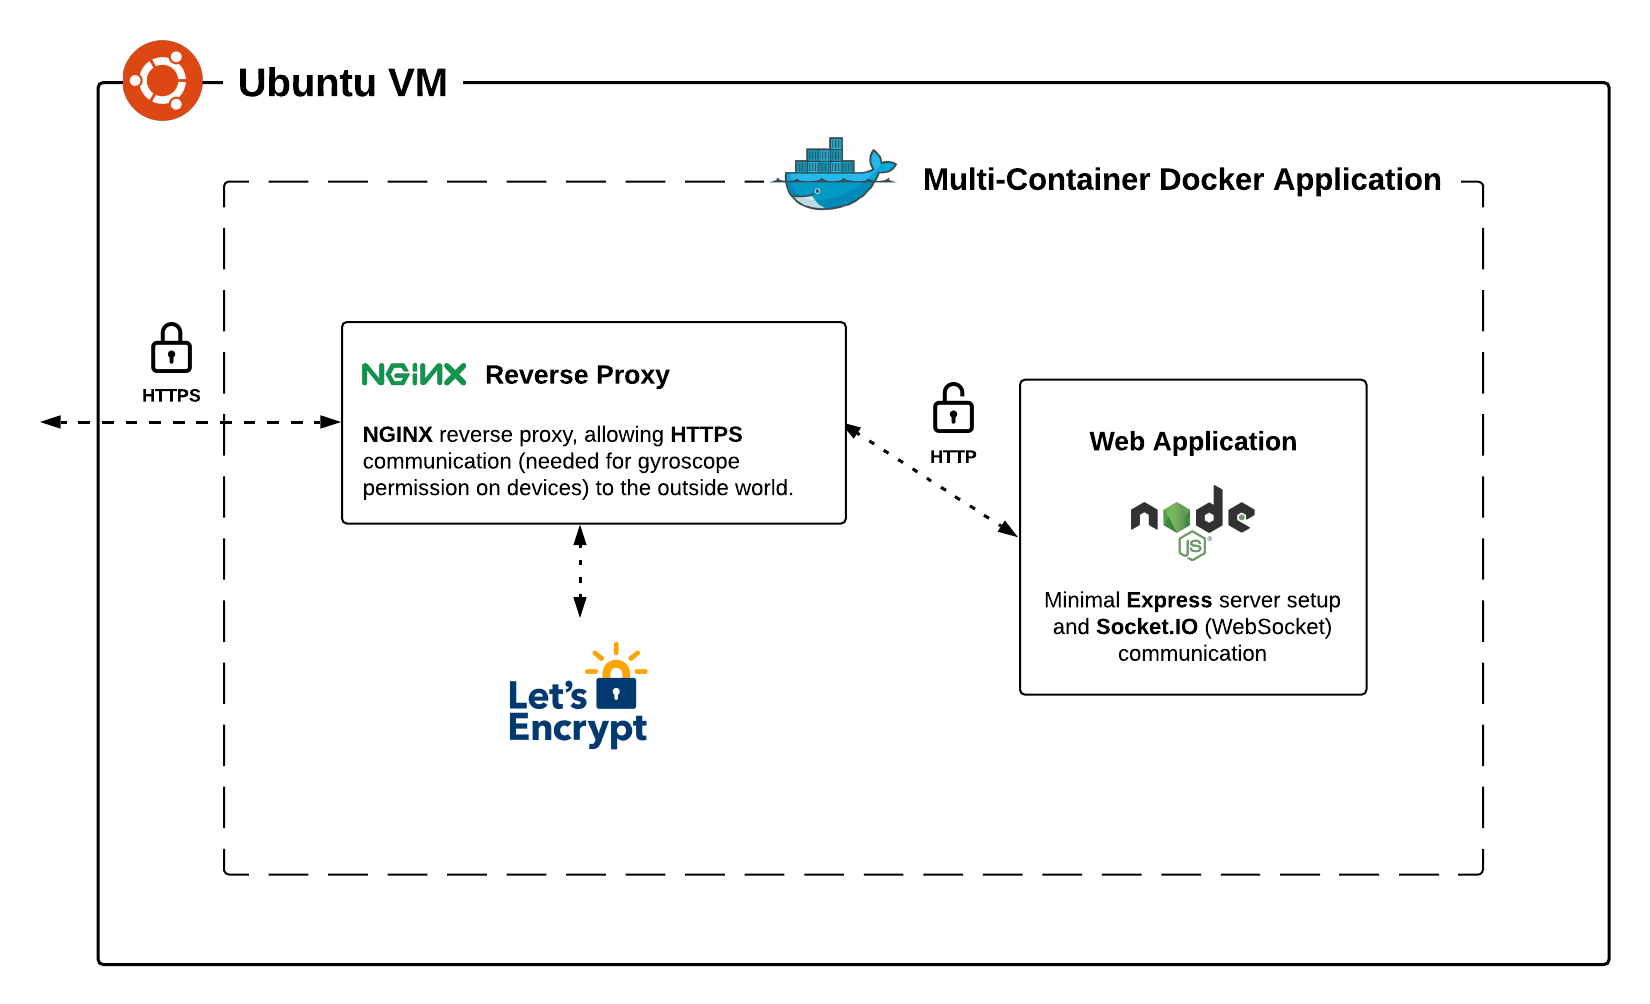 Ubuntu VM
Multi-Container Docker Application
HTTPS
NGINX Reverse Proxy
NGINX reverse proxy, allowing HTTPS
communication (needed for gyroscope
permission on devices) to the outside world.
HTTP
Web Application
node
JS
Minimal Express server setup
and Socket.IO (WebSocket)
communication
Let's
Encrypt